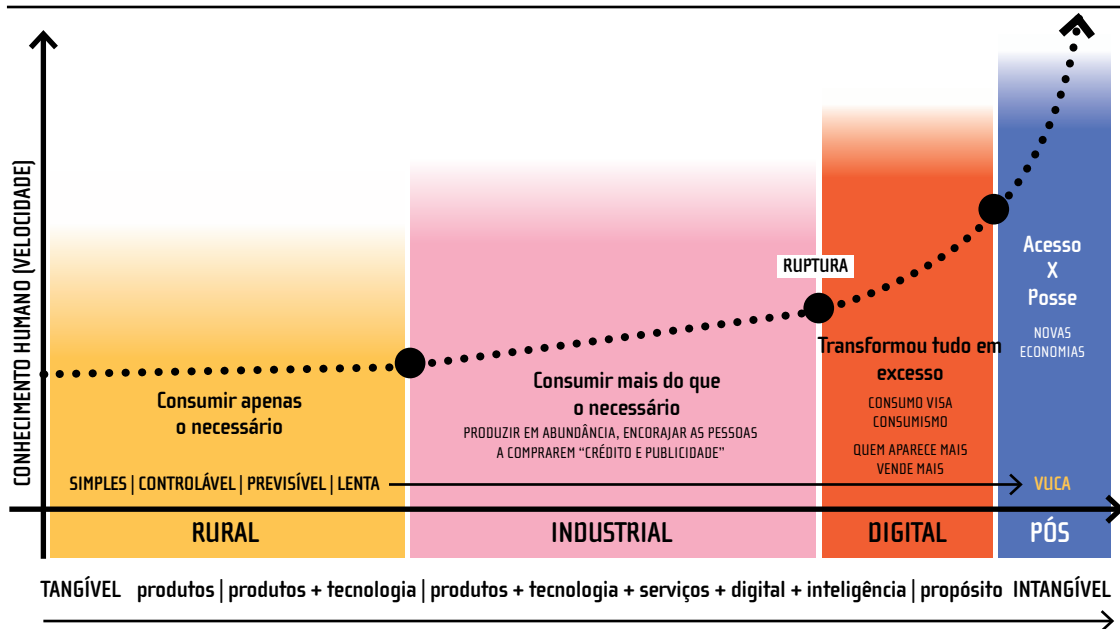 CONHECIMENTO HUMANO (VELOCIDADE)
RUPTURA
Consumir apenas
o necessário
Consumir mais do que
o necessário
PRODUZIR EM ABUNDÂNCIA, ENCORAJAR AS PESSOAS
A COMPRAREM “CRÉDITO E PUBLICIDADE”
Transformou tudo em
excesso
CONSUMO VISA
CONSUMISMO
QUEM APARECE MAIS
VENDE MAIS
Acesso
X
Posse
NOVAS
ECONOMIAS
SIMPLES | CONTROLÁVEL | PREVISÍVEL | LENTA
VUCA
RURAL
INDUSTRIAL
DIGITAL
PÓS
TANGÍVEL produtos | produtos + tecnologia | produtos + tecnologia + serviços + digital + inteligência | propósito INTANGÍVEL